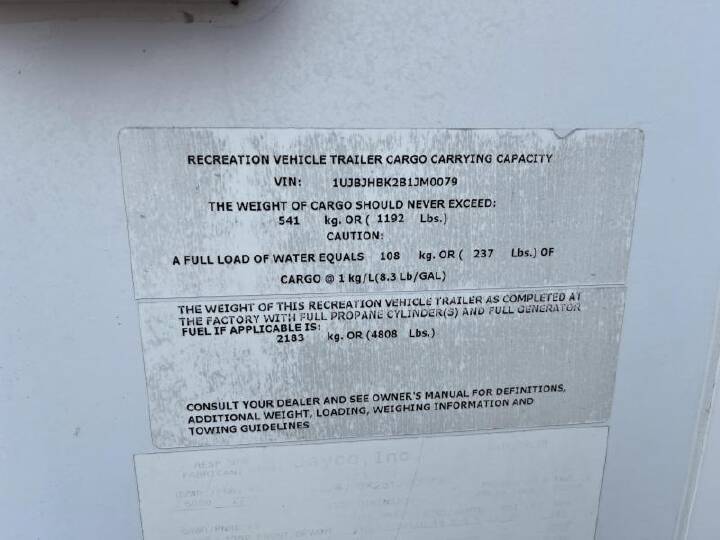 RECREATION VEHICLE TRAILER CARGO CARRYING CAPACITY
VIN: 1UJBJHBK2B1JM0079
THE WEIGHT OF CARGO SHOULD NEVER EXCEED:
541 kg. OR ( 1192 Lbs.)
CAUTION:
A FULL LOAD OF WATER EQUALS 108 kg. OR ( 237 Lbs.) OF
CARGO @ 1 kg/L(8.3 Lb/GAL)
THE WEIGHT OF THIS RECREATION VEHICLE TRAILER AS COMPLETED AT
THE FACTORY WITH FULL PROPANE CYLINDER(S) AND FULL GENERATOR
FUEL IF APPLICABLE IS:
2183 kg. OR (4808 Lbs.)
CONSULT YOUR DEALER AND SEE OWNER'S MANUAL FOR DEFINITIONS,
ADDITIONAL WEIGHT, LOADING, WEIGHING INFORMATION AND
TOWING GUIDELINES
Jayco, Inc